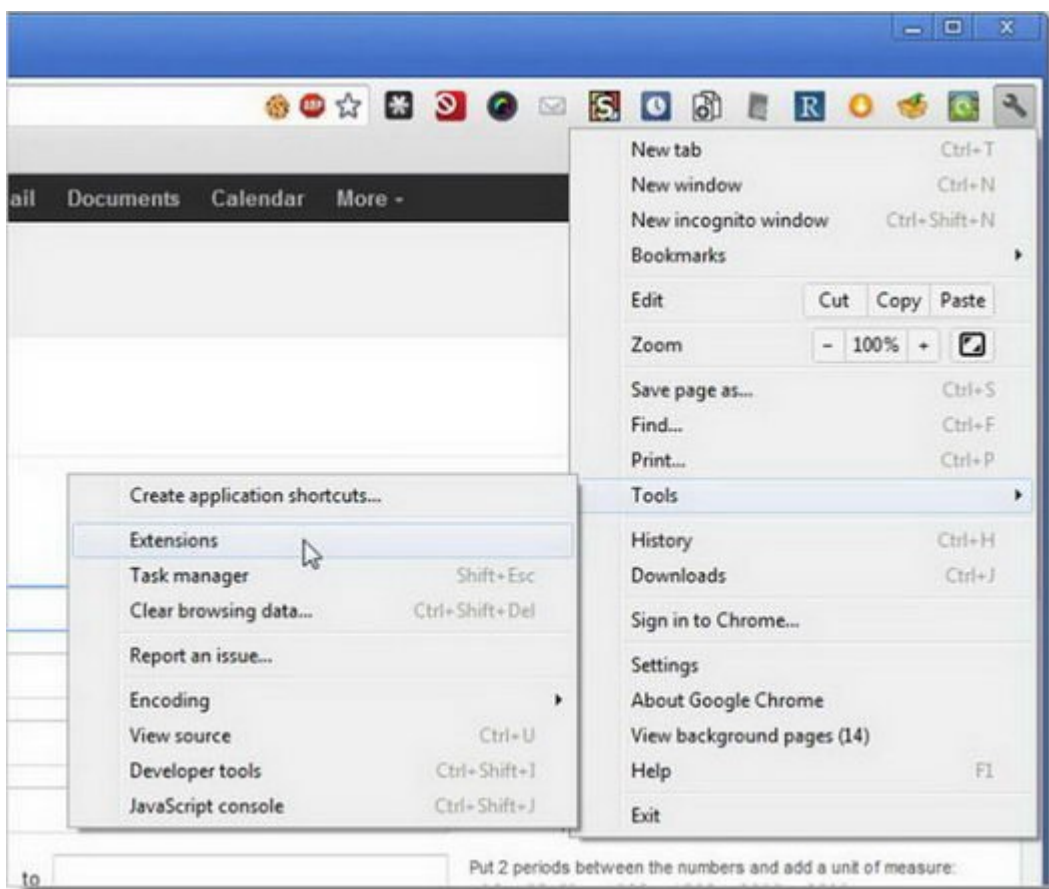 ABP
S
R
ail Documents Calendar More
New tab Ctrl+T
New window Ctrl+N
New incognito window Ctrl+Shift+N
Bookmarks
Edit Cut Copy Paste
Zoom - 100% +
Save page as... Ctrl+S
Find... Ctrl+F
Print... Ctrl+P
Tools
History Ctrl+H
Downloads Ctrl+J
Sign in to Chrome...
Settings
About Google Chrome
View background pages (14)
Help F1
Exit
Create application shortcuts...
Extensions
Task manager Shift+Esc
Clear browsing data... Ctrl+Shift+Del
Report an issue...
Encoding
View source Ctrl+U
Developer tools Ctrl+Shift+I
JavaScript console Ctrl+Shift+J
to
Put 2 periods between the numbers and add a unit of measure: